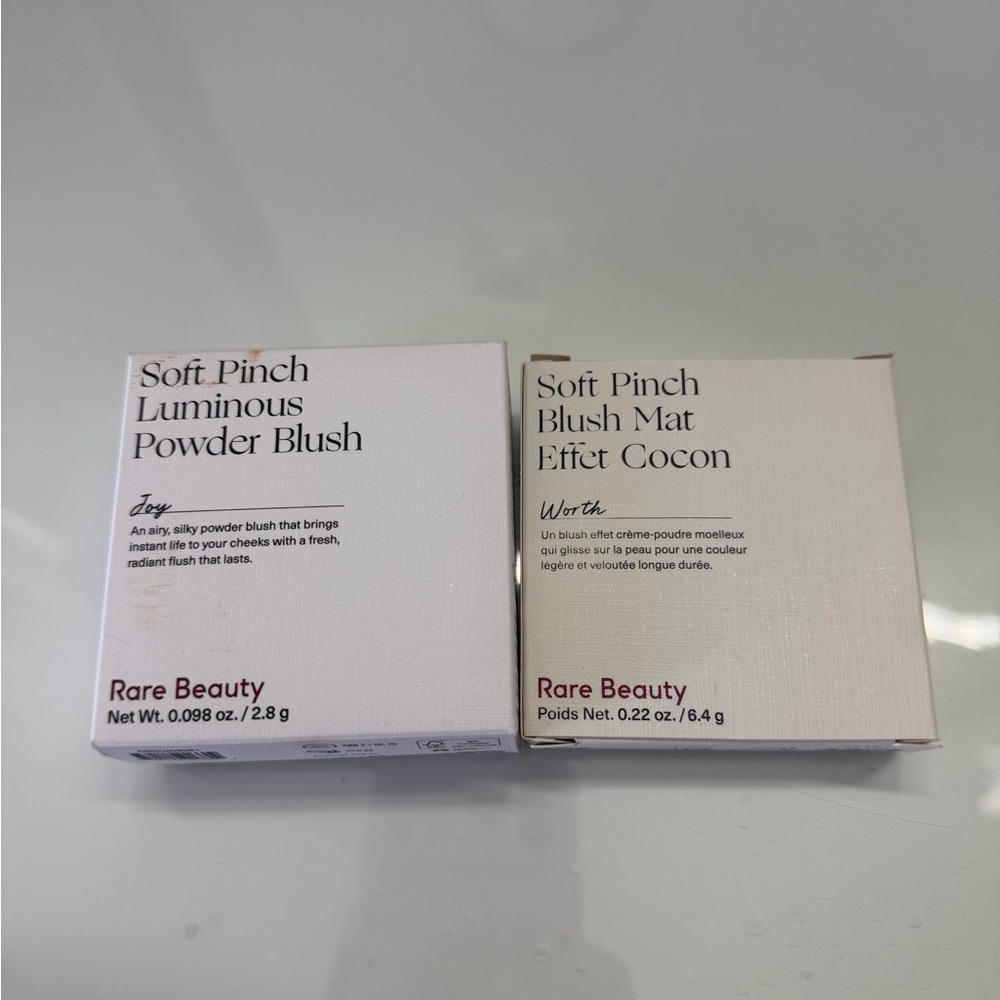 Soft Pinch
Luminous
Powder Blush
Joy
An airy, silky powder blush that brings
instant life to your cheeks with a fresh,
radiant flush that lasts.
Rare Beauty
Net Wt. 0.098 oz. / 2.8 g
Soft Pinch
Blush Mat
Effet Cocon
Worth
Un blush effet crème-poudre moelleux
qui glisse sur la peau pour une couleur
légère et veloutée longue durée.
Rare Beauty
Poids Net. 0.22 oz. / 6.4 g